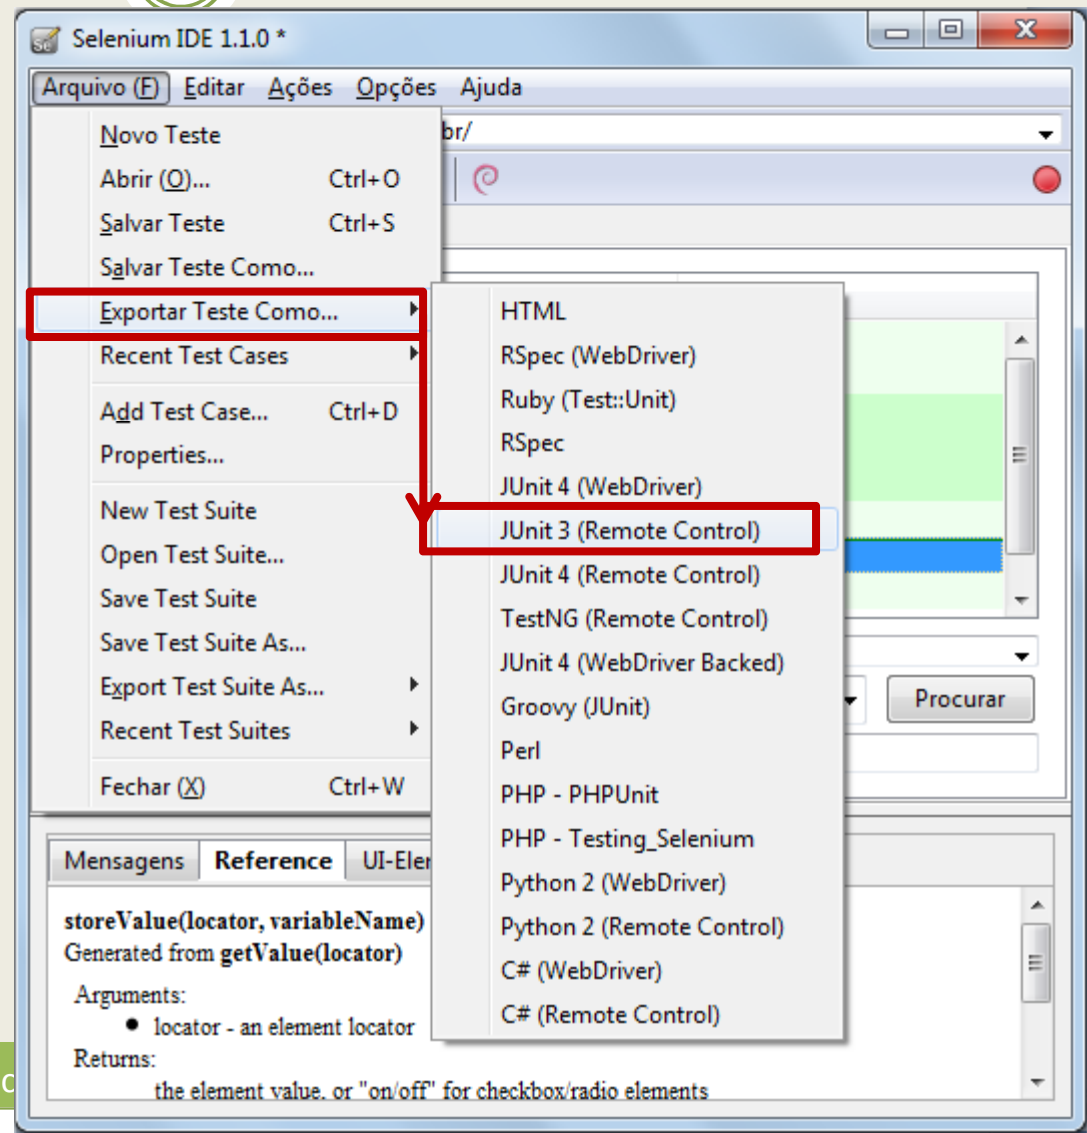 Selenium IDE 1.1.0 *
Arquivo (F) Editar Ações Opções Ajuda
br/
Novo Teste
Abrir (O)... Ctrl+O
Salvar Teste Ctrl+S
Salvar Teste Como...
Exportar Teste Como...
Recent Test Cases
Add Test Case... Ctrl+D
Properties...
New Test Suite
Open Test Suite...
Save Test Suite
Save Test Suite As...
Export Test Suite As...
Recent Test Suites
Fechar (X) Ctrl+W
HTML
RSpec (WebDriver)
Ruby (Test::Unit)
RSpec
JUnit 4 (WebDriver)
JUnit 3 (Remote Control)
JUnit 4 (Remote Control)
TestNG (Remote Control)
JUnit 4 (WebDriver Backed)
Groovy (JUnit)
Perl
PHP - PHPUnit
PHP - Testing_Selenium
Python 2 (WebDriver)
Python 2 (Remote Control)
C# (WebDriver)
C# (Remote Control)
Procurar
Mensagens Reference UI-Eler
storeValue(locator, variableName)
Generated from getValue(locator)
Arguments:
• locator - an element locator
Returns:
the element value, or "on/off" for checkbox/radio elements